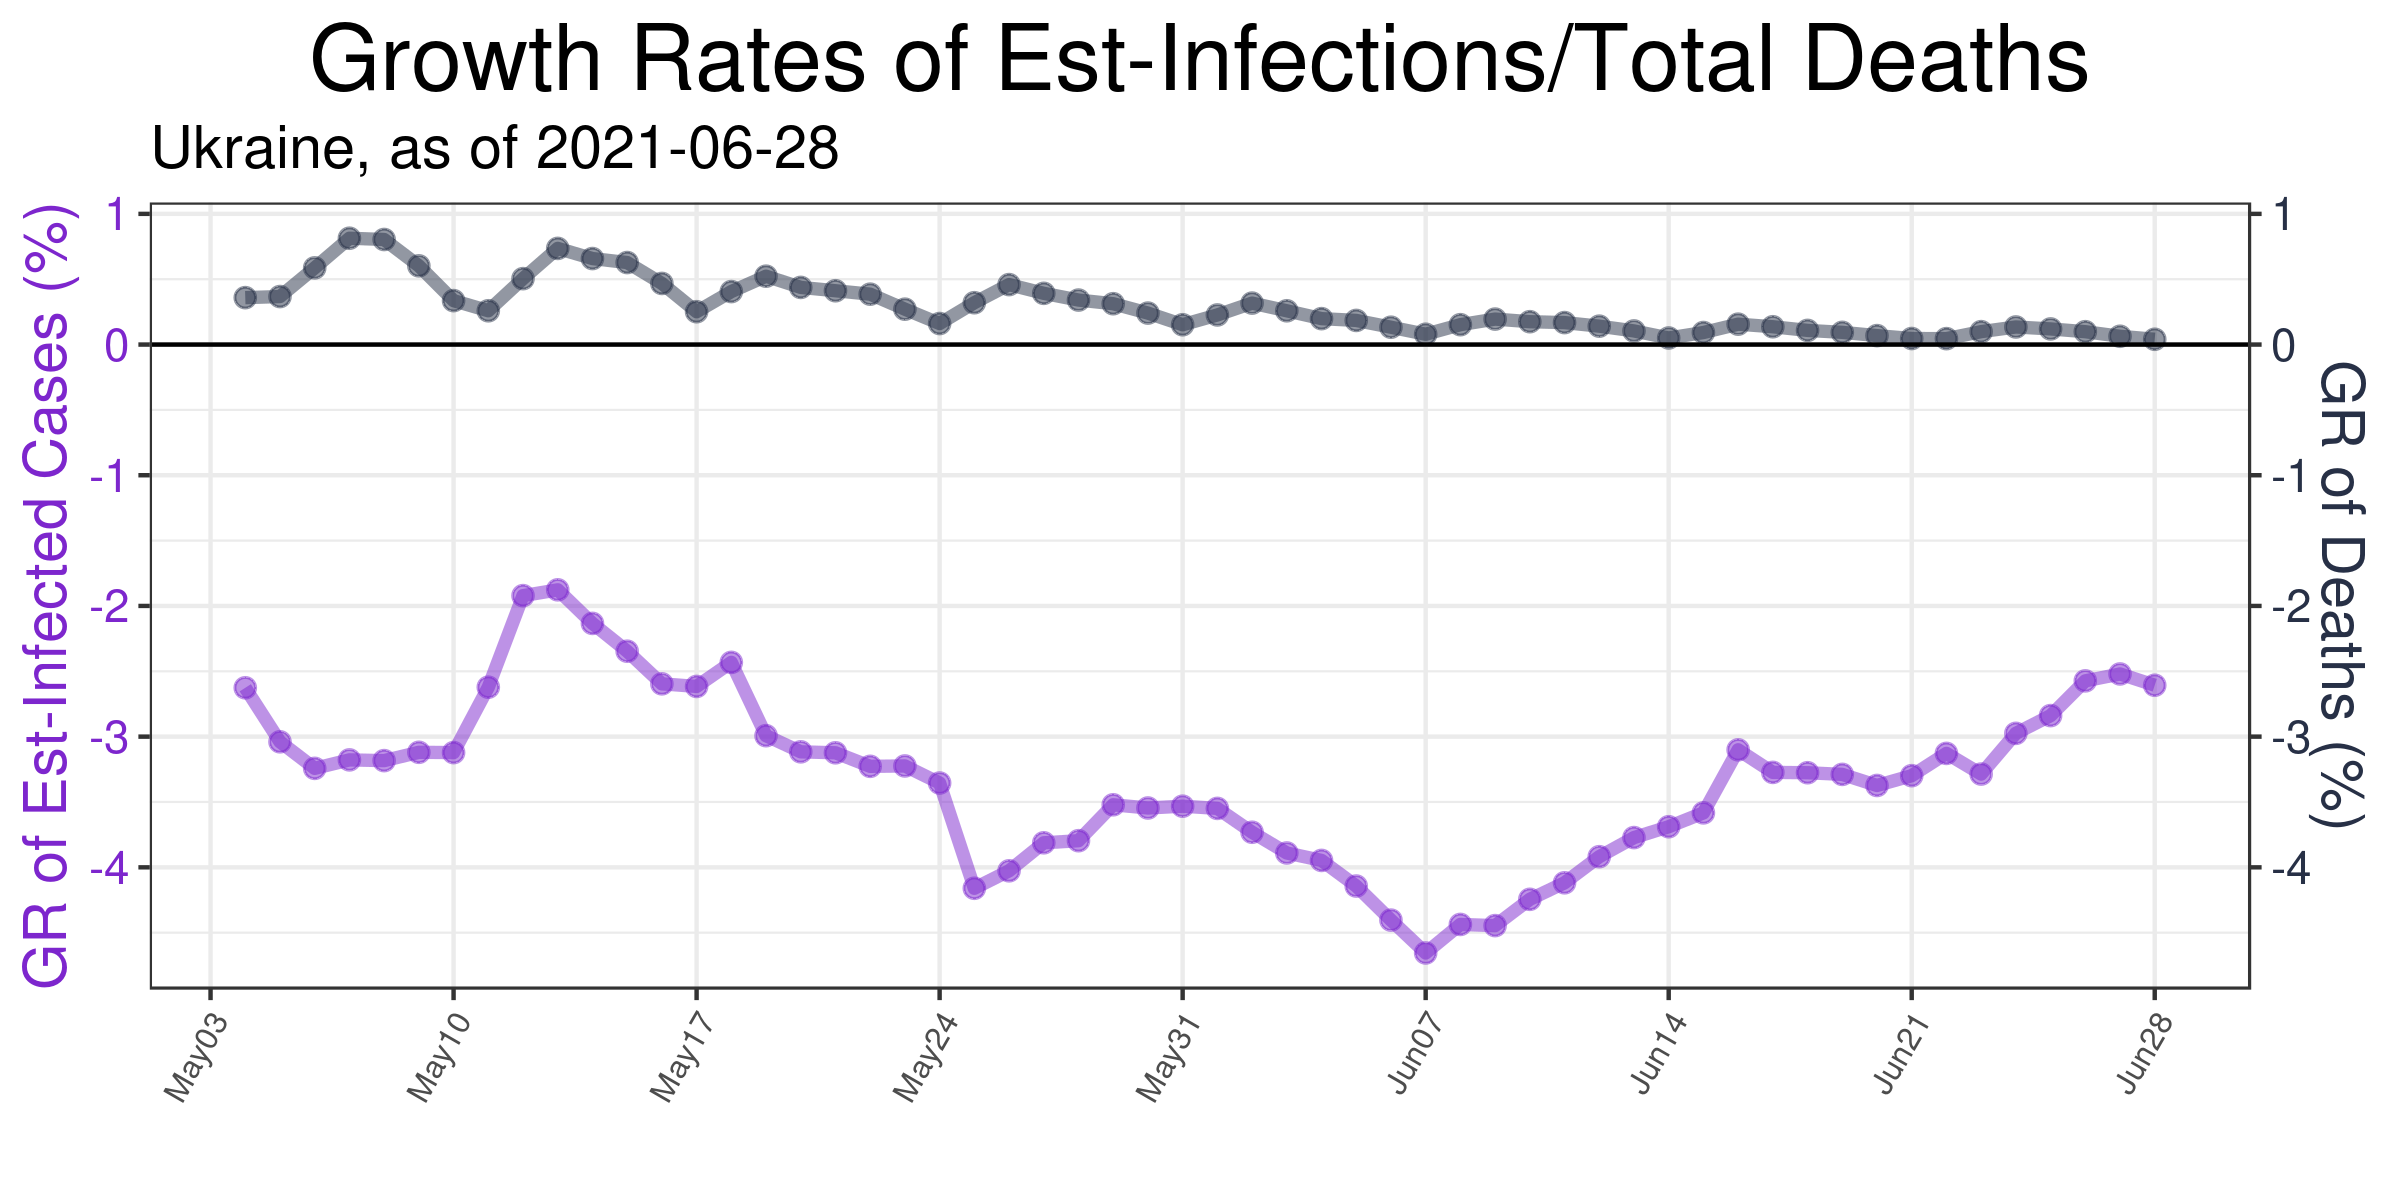 Growth Rates of Est-Infections/Total Deaths
Ukraine, as of 2021-06-28
GR of Est-Infected Cases (%)
1
0
-1
-2
-3
-4
1
0
-1
-2
-3
-4
GR of Deaths (%)
May03
May10
May17
May24
May31
Jun07
Jun14
Jun21
Jun28